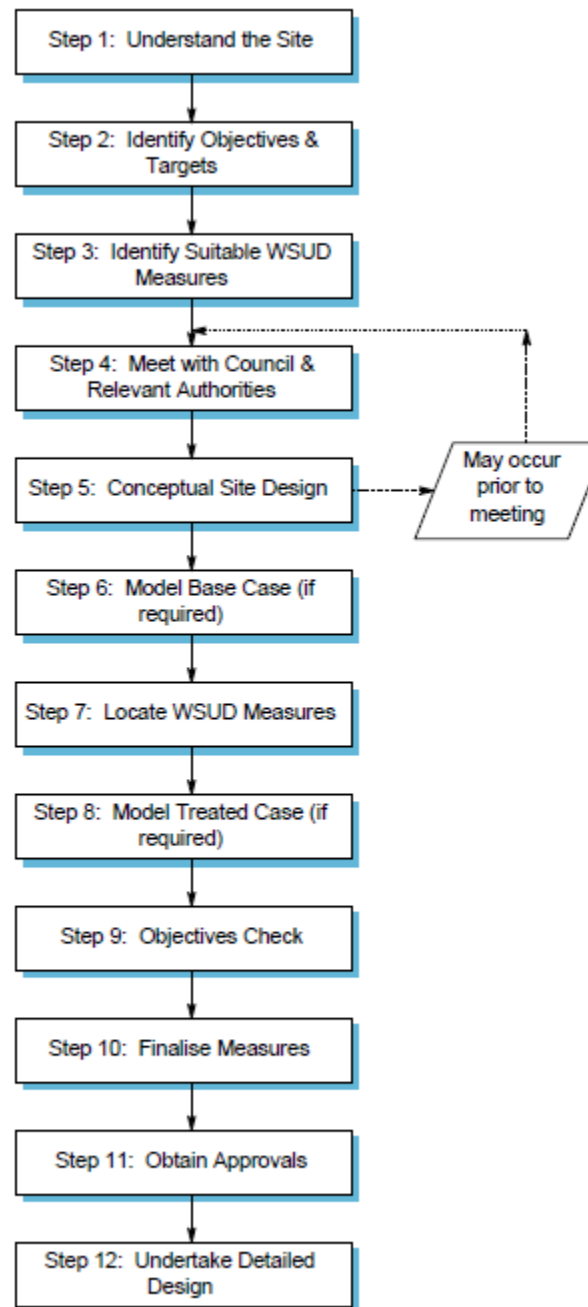 Step 1: Understand the Site
Step 2: Identify Objectives &
Targets
Step 3: Identify Suitable WSUD
Measures
Step 4: Meet with Council &
Relevant Authorities
Step 5: Conceptual Site Design
May occur
prior to
meeting
Step 6: Model Base Case (if
required)
Step 7: Locate WSUD Measures
Step 8: Model Treated Case (if
required)
Step 9: Objectives Check
Step 10: Finalise Measures
Step 11: Obtain Approvals
Step 12: Undertake Detailed
Design